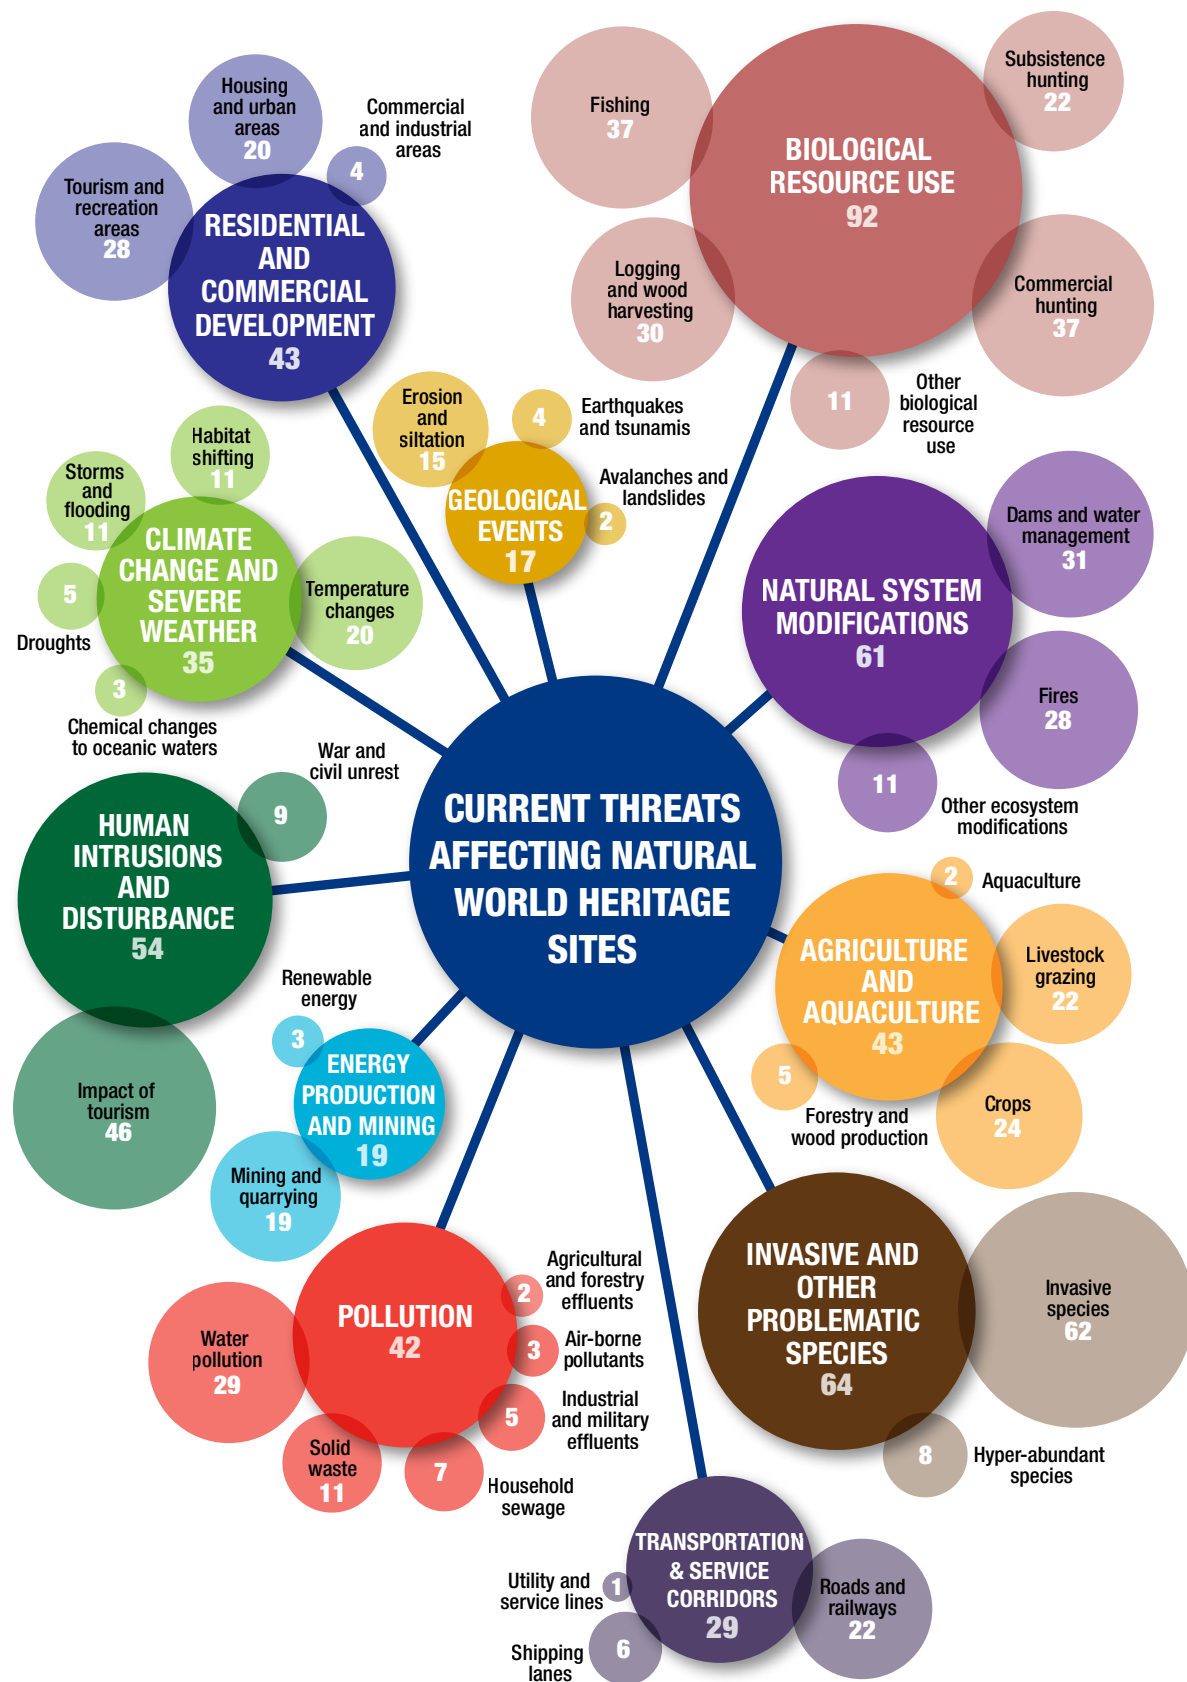 Housing
and urban
areas
20
Commercial
and industrial
areas
4
Tourism and
recreation
areas
28
RESIDENTIAL
AND
COMMERCIAL
DEVELOPMENT
43
Fishing
37
Subsistence
hunting
22
BIOLOGICAL
RESOURCE USE
92
Logging
and wood
harvesting
30
Commercial
hunting
37
11
Other
biological
resource
use
Erosion
and
siltation
15
4
Earthquakes
and tsunamis
Avalanches and
landslides
2
GEOLOGICAL
EVENTS
17
Habitat
shifting
11
Storms
and
flooding
11
5
Droughts
3
Chemical changes
to oceanic waters
Temperature
changes
20
CLIMATE
CHANGE AND
SEVERE
WEATHER
35
NATURAL SYSTEM
MODIFICATIONS
61
Dams and water
management
31
Fires
28
11
Other ecosystem
modifications
War and
civil unrest
9
HUMAN
INTRUSIONS
AND
DISTURBANCE
54
Impact of
tourism
46
CURRENT THREATS
AFFECTING NATURAL
WORLD HERITAGE
SITES
2
Aquaculture
AGRICULTURE
AND
AQUACULTURE
43
Livestock
grazing
22
5
Forestry and
wood production
Crops
24
Renewable
energy
3
ENERGY
PRODUCTION
AND MINING
19
Mining and
quarrying
19
POLLUTION
42
Agricultural
and forestry
effluents
2
Air-borne
pollutants
3
Industrial
and military
effluents
5
Household
sewage
7
Solid
waste
11
Water
pollution
29
INVASIVE AND
OTHER
PROBLEMATIC
SPECIES
64
Invasive
species
62
8
Hyper-abundant
species
TRANSPORTATION
& SERVICE
CORRIDORS
29
Utility and
service lines
1
Shipping
lanes
6
Roads and
railways
22